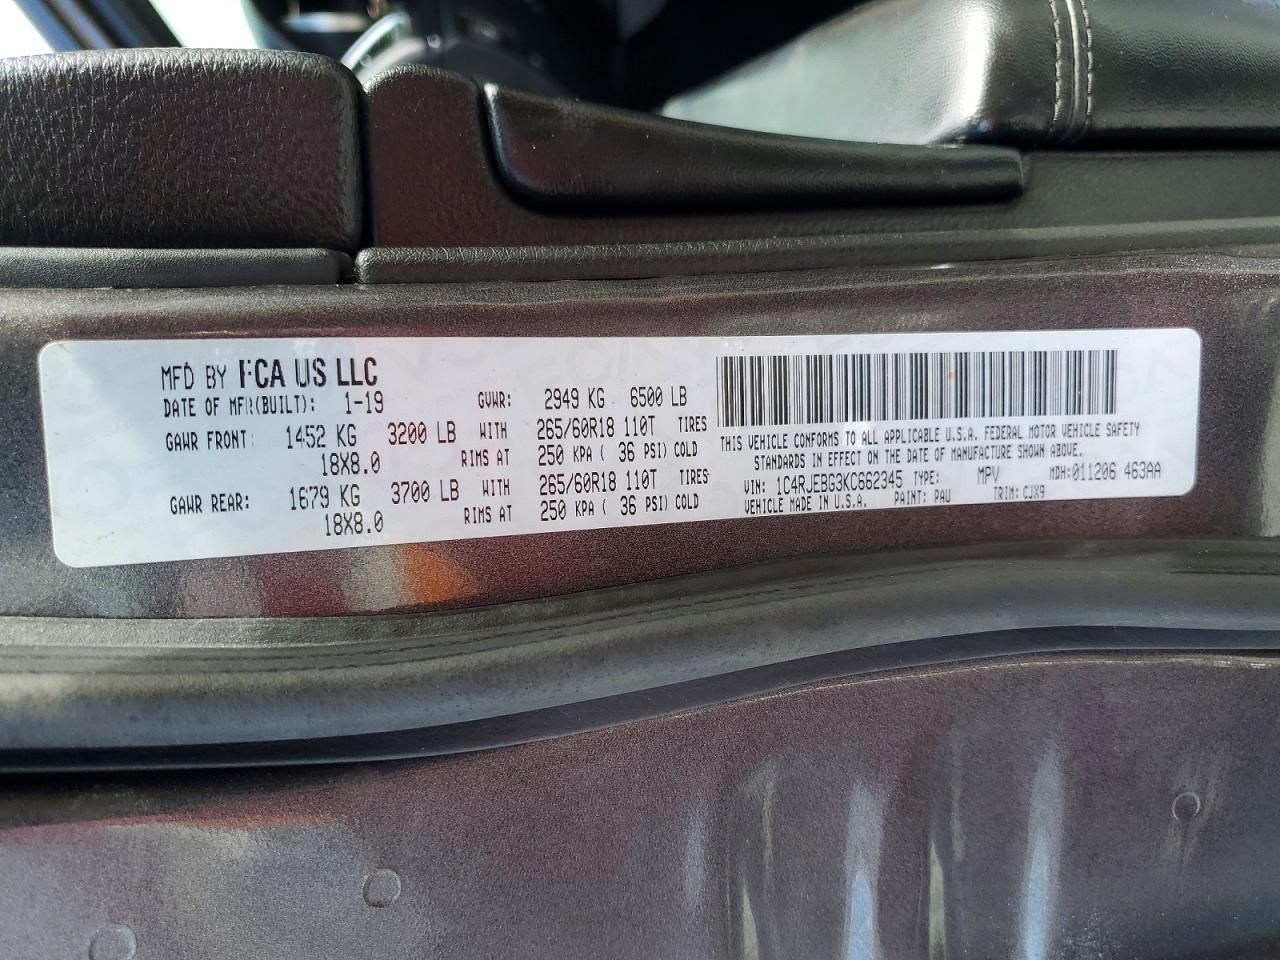 MFD BY FCA US LLC
DATE OF MFR(BUILT): 1-19 GVWR: 2949 KG 6500 LB
GAWR FRONT: 1452 KG 3200 LB WITH 265/60R18 110T TIRES
18X8.0 RIMS AT 250 KPA ( 36 PSI) COLD
GAWR REAR: 1679 KG 3700 LB WITH 265/60R18 110T TIRES
18X8.0 RIMS AT 250 KPA ( 36 PSI) COLD
THIS VEHICLE CONFORMS TO ALL APPLICABLE U.S.A. FEDERAL MOTOR VEHICLE SAFETY
STANDARDS IN EFFECT ON THE DATE OF MANUFACTURE SHOWN ABOVE.
VIN: 1C4RJEBG3KC662345 TYPE: MPV MDH:011206 463AA
VEHICLE MADE IN U.S.A. PAINT: PAU TRIM: CJX9